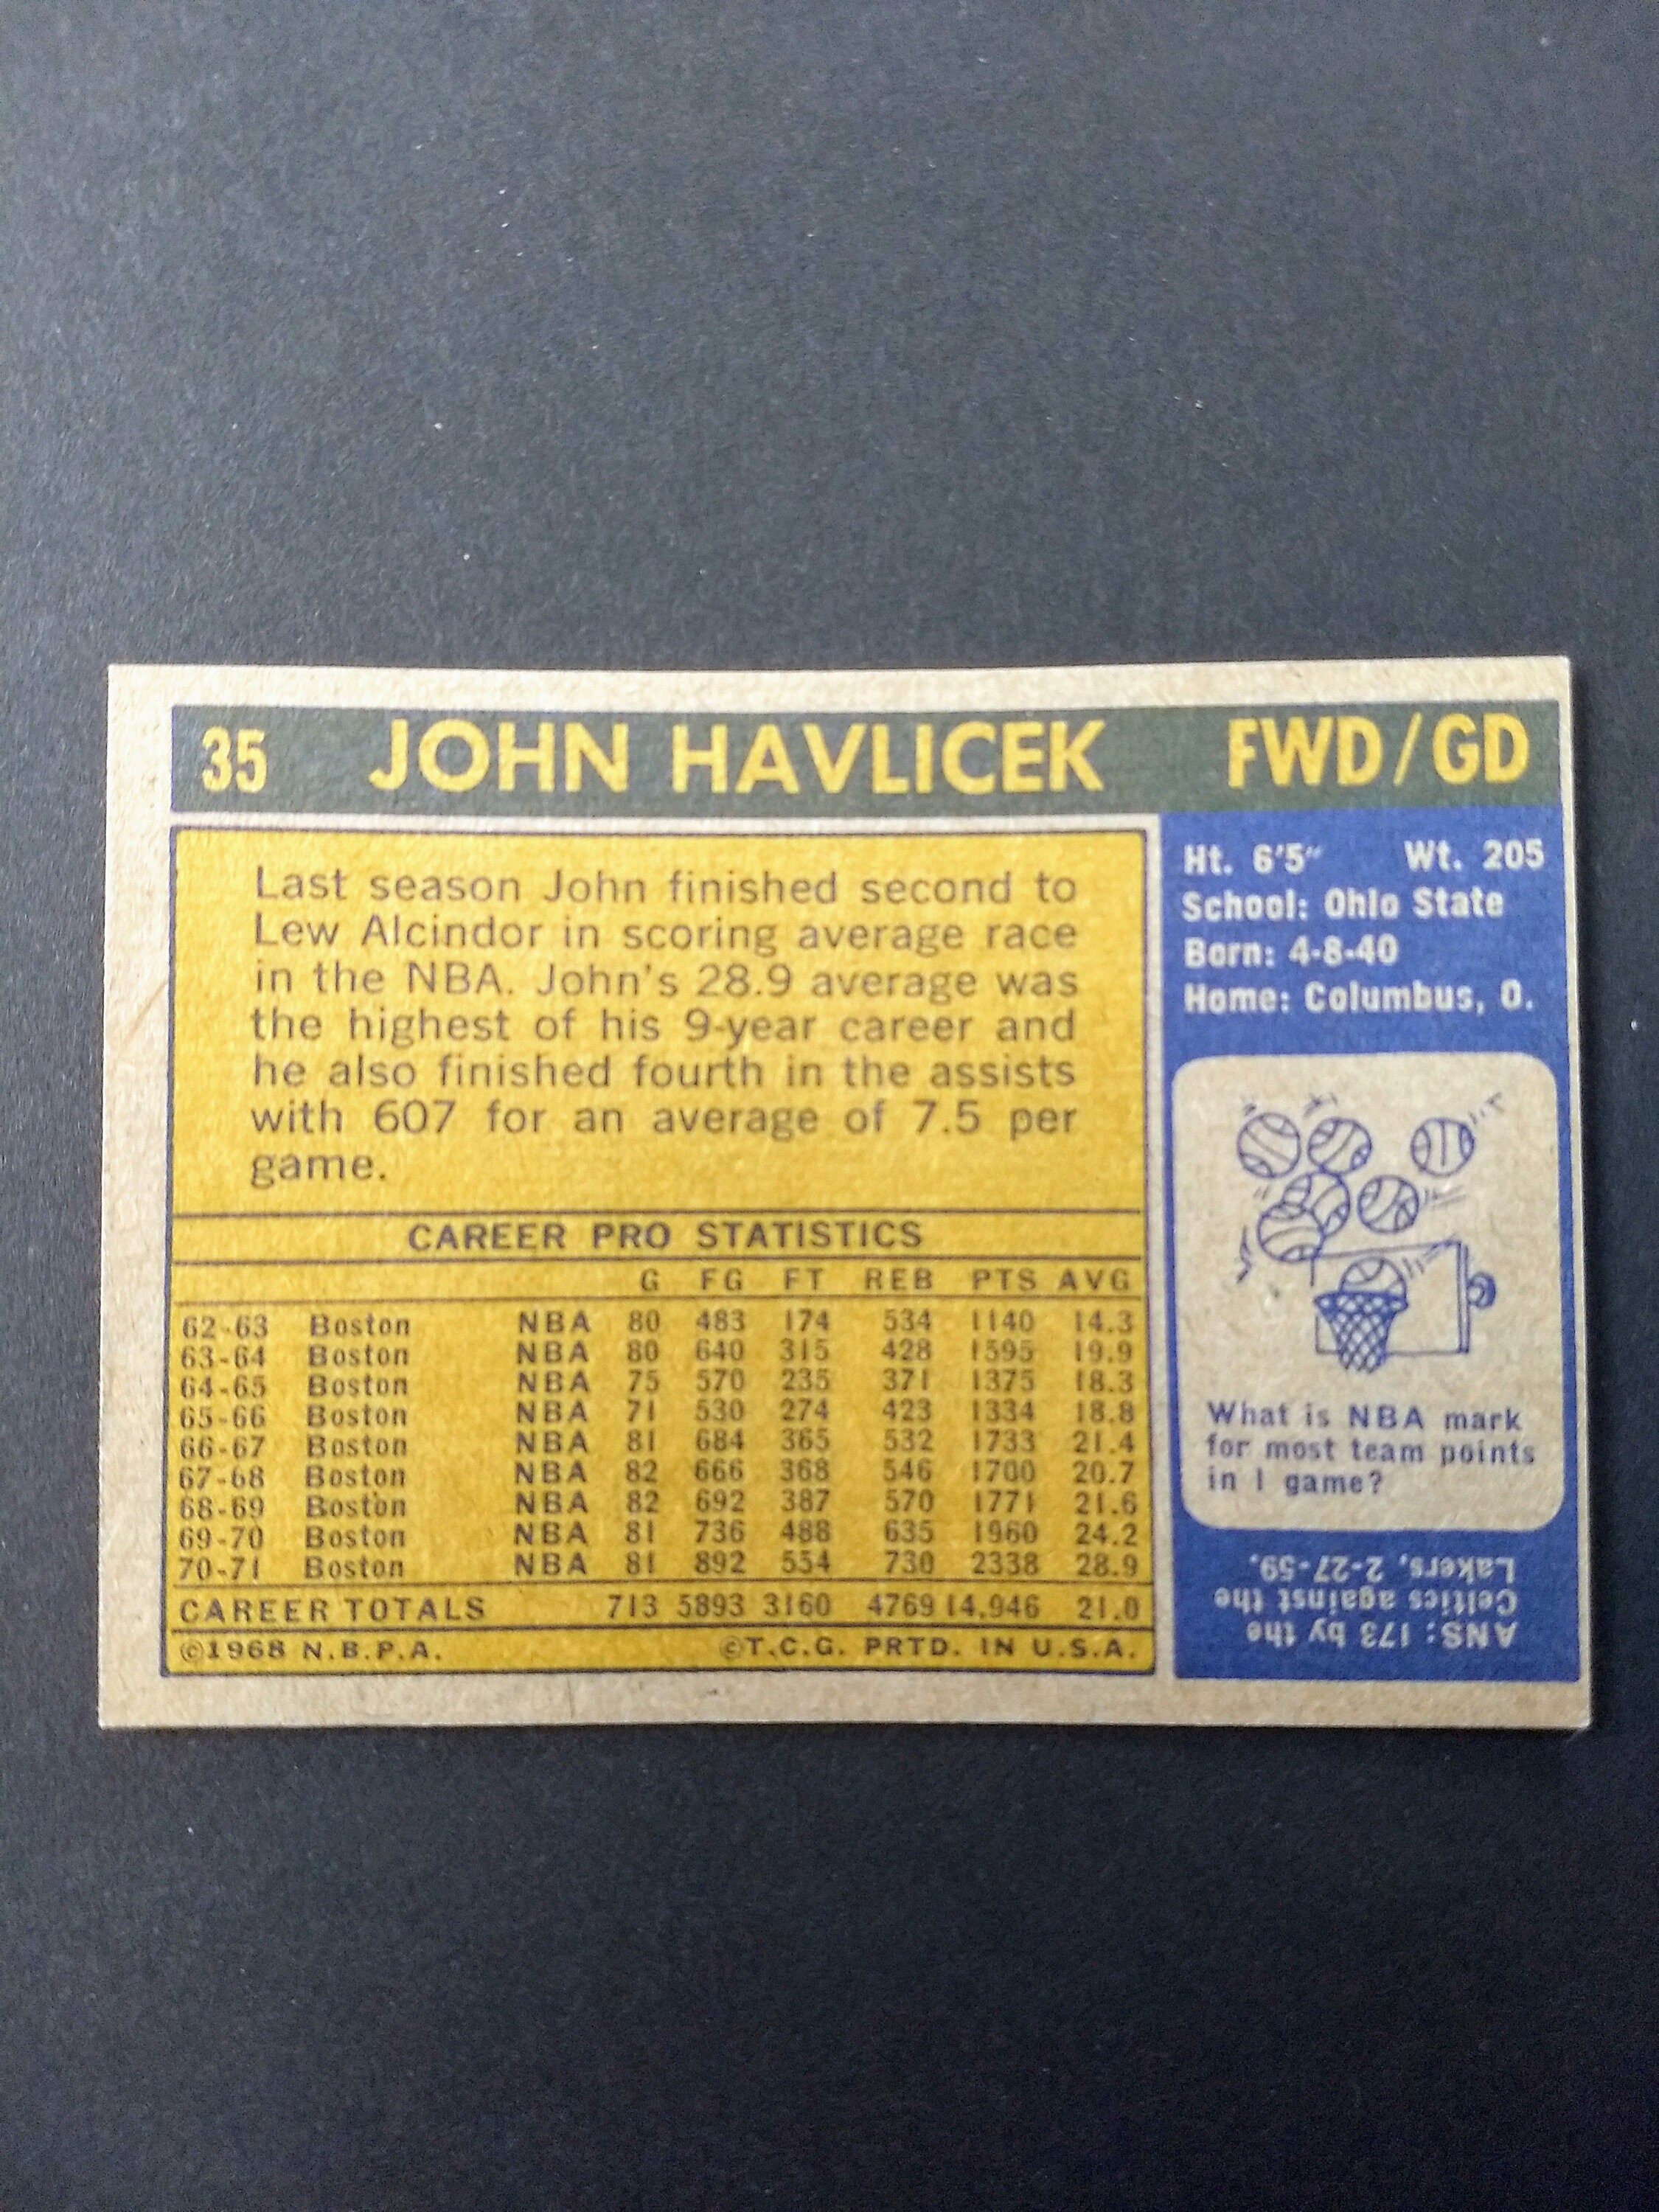 35 JOHN HAVLICEK FWD/GD
Last season John finished second to
Lew Alcindor in scoring average race
in the NBA. John's 28.9 average was
the highest of his 9-year career and
he also finished fourth in the assists
with 607 for an average of 7.5 per
game.
CAREER PRO STATISTICS
G FG FT REB PTS AVG
62-63 Boston NBA 80 483 174 534 1140 14.3
63-64 Boston NBA 80 640 315 428 1595 19.9
64-65 Boston NBA 75 570 235 371 1375 18.3
65-66 Boston NBA 71 530 274 423 1334 18.8
66-67 Boston NBA 81 684 365 532 1733 21.4
67-68 Boston NBA 82 666 368 546 1700 20.7
68-69 Boston NBA 82 692 387 570 1771 21.6
69-70 Boston NBA 81 736 488 635 1960 24.2
70-71 Boston NBA 81 892 554 730 2338 28.9
CAREER TOTALS 713 5893 3160 4769 14,946 21.0
©1968 N.B.P.A. ©T.C.G. PRTD. IN U.S.A.
Ht. 6'5" Wt. 205
School: Ohio State
Born: 4-8-40
Home: Columbus, O.
What is NBA mark
for most team points
in 1 game?
ANS: 173 by the
Celtics against the
Lakers, 2-27-59.